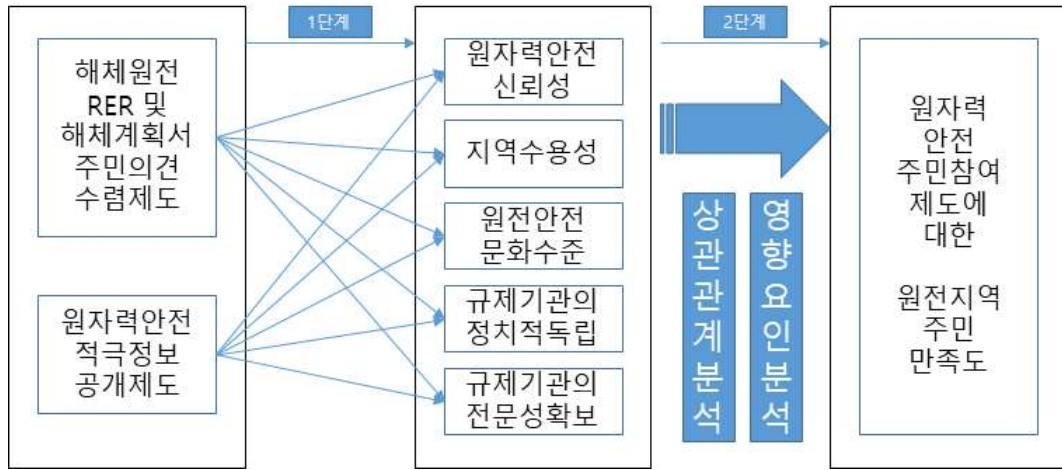 1단계
2단계
해체원전
RER 및
해체계획서
주민의견
수렴제도
원자력안전
적극정보
공개제도
원자력안전
신뢰성
지역수용성
원전안전
문화수준
규제기관의
정치적독립
규제기관의
전문성확보
상관관계분석
영향요인분석
원자력
안전
주민참여
제도에
대한
원전지역
주민
만족도